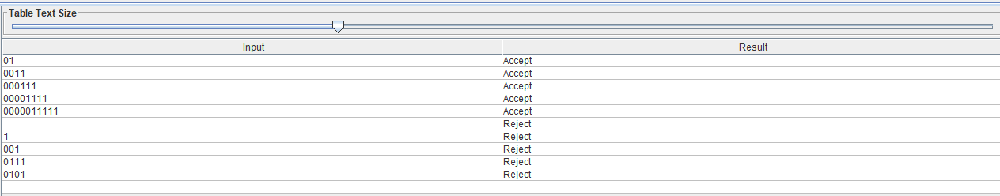 Table Text Size
Input Result
01 Accept
0011 Accept
000111 Accept
00001111 Accept
0000011111 Accept
Reject
1 Reject
001 Reject
0111 Reject
0101 Reject